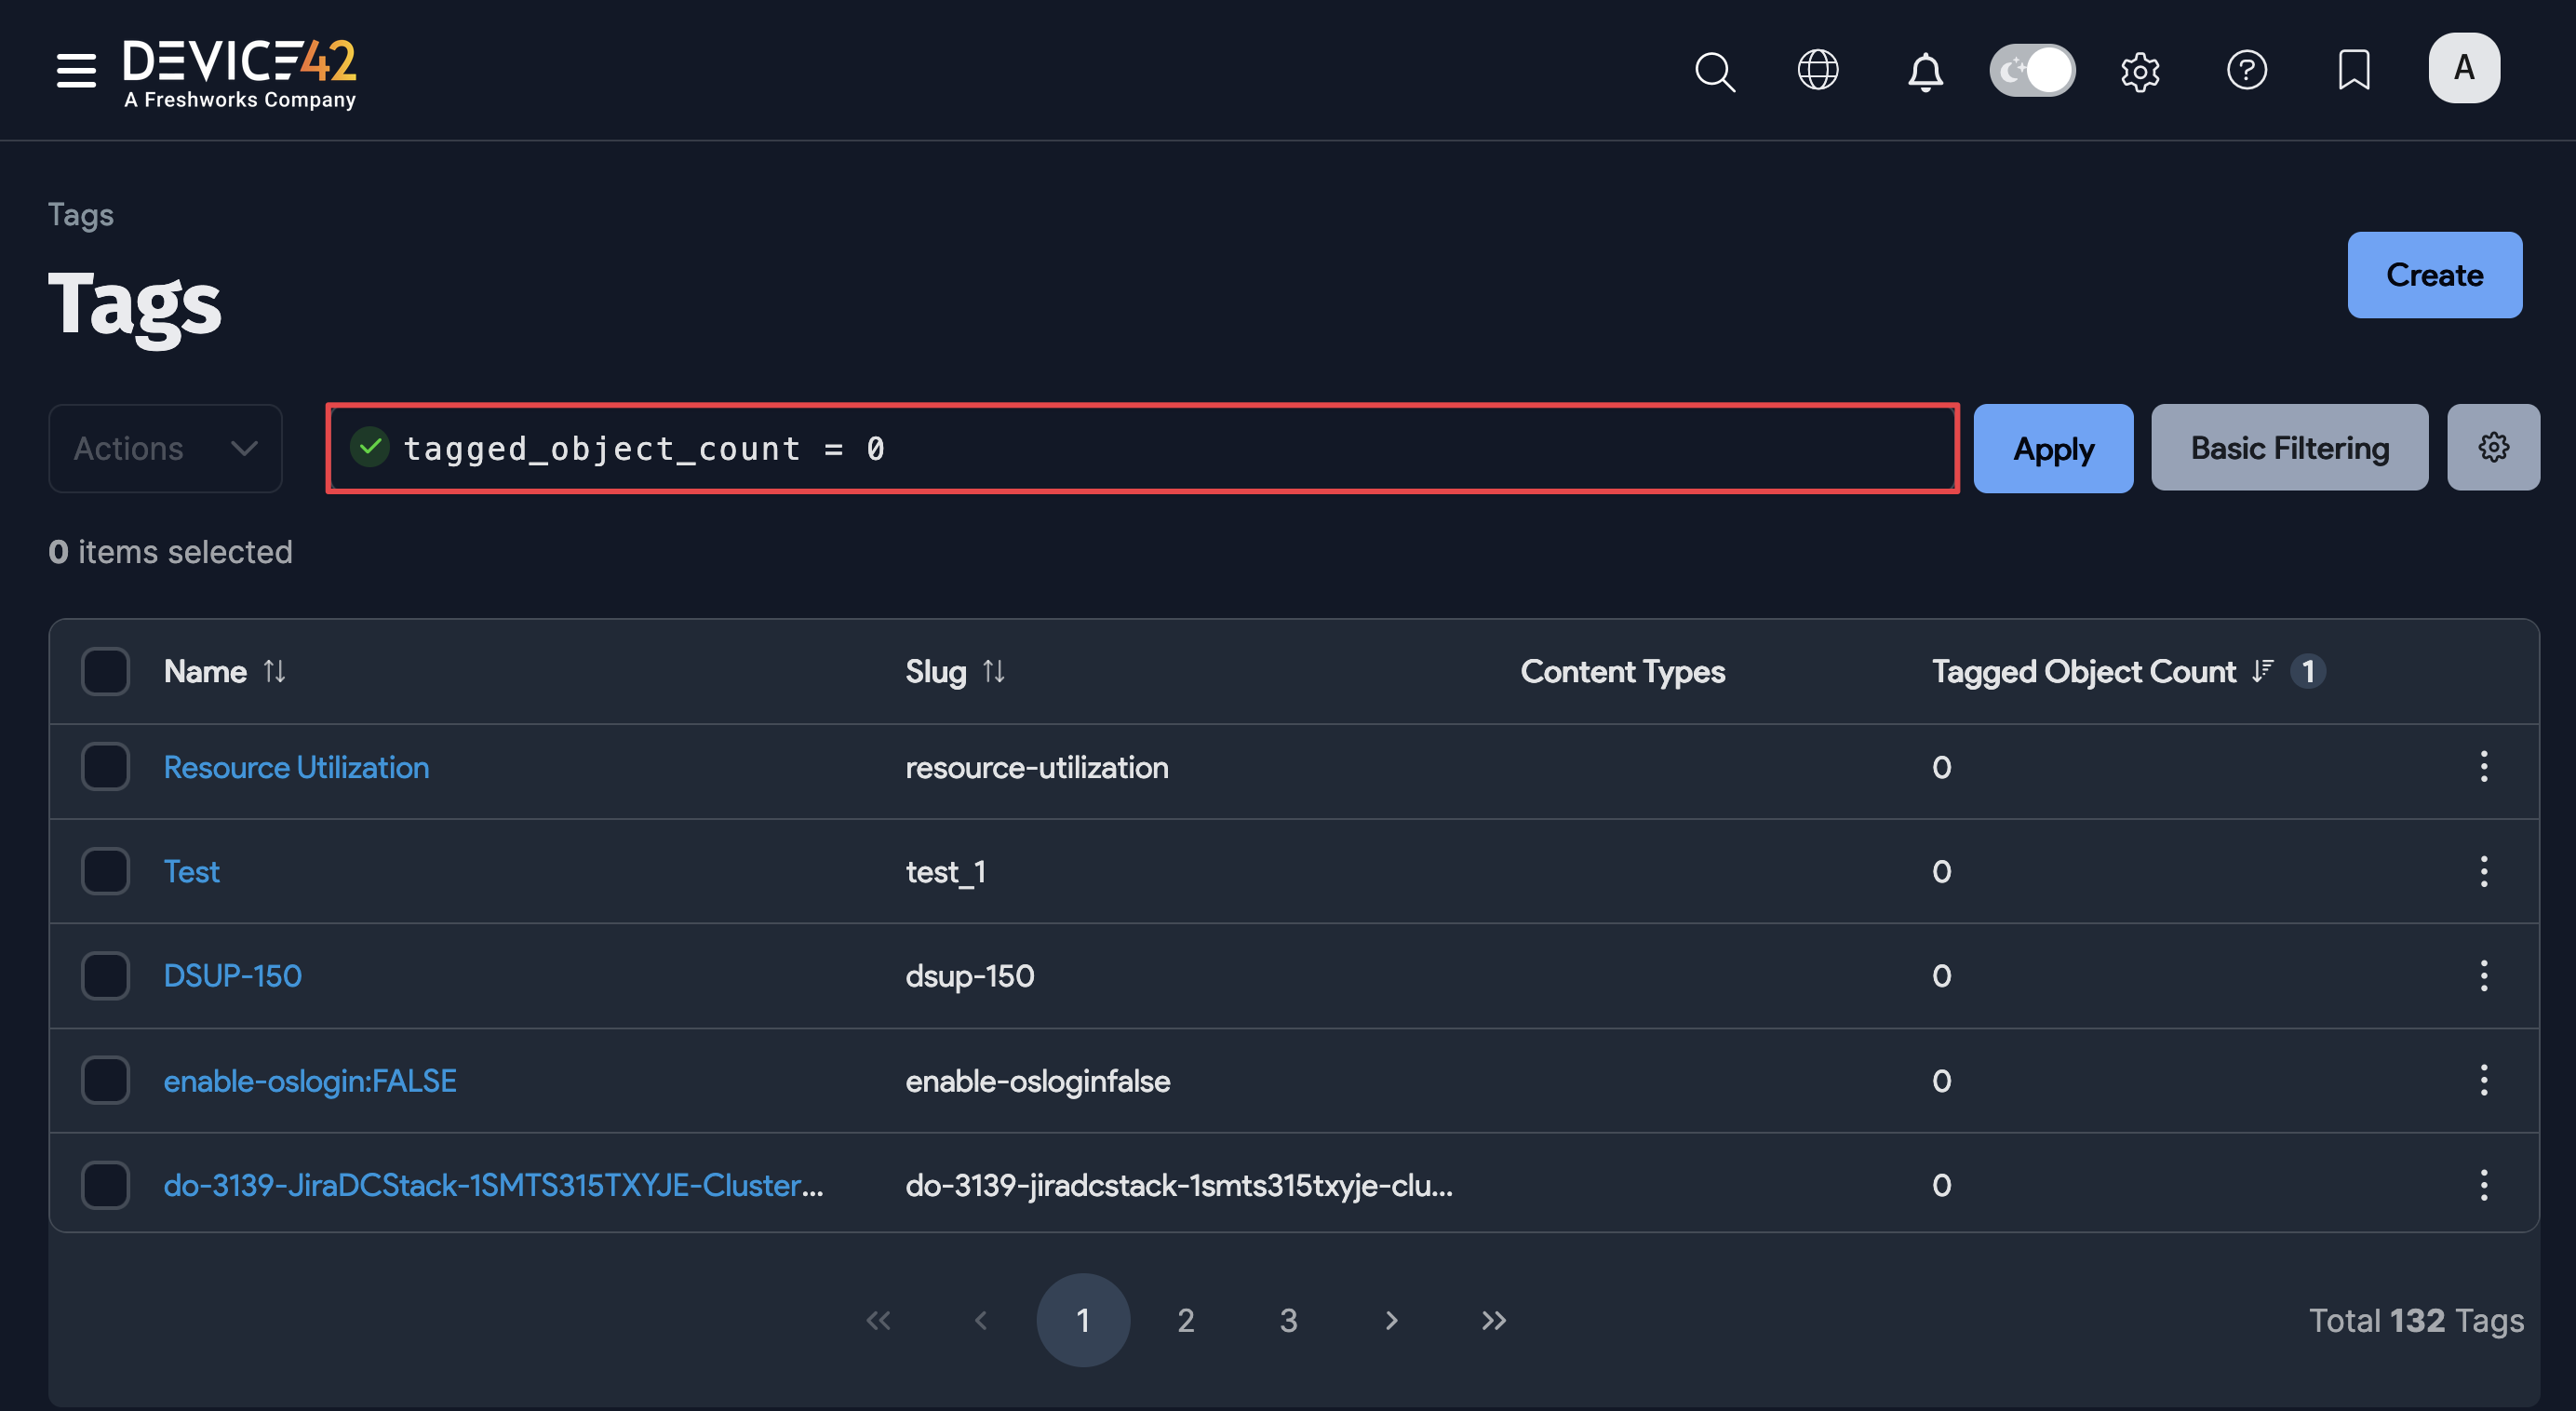 DEVICE42
A Freshworks Company
A
Tags
Tags
Create
Actions
tagged_object_count = 0
Apply
Basic Filtering
0 items selected
Name Slug Content Types Tagged Object Count 1
Resource Utilization resource-utilization 0
Test test_1 0
DSUP-150 dsup-150 0
enable-oslogin:FALSE enable-osloginfalse 0
do-3139-JiraDCStack-1SMTS315TXYJE-Cluster... do-3139-jiradcstack-1smts315txyje-clu... 0
1 2 3
Total 132 Tags